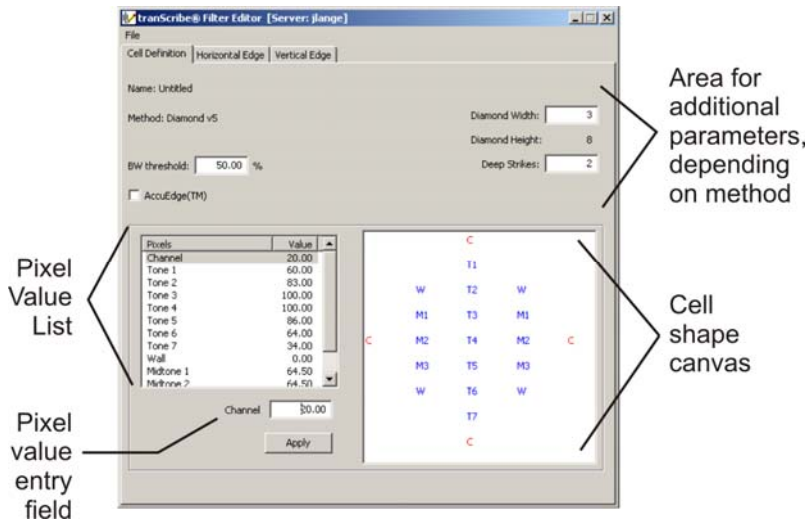 tranScribe® Filter Editor [Server: jlange]
File
Cell Definition Horizontal Edge Vertical Edge
Name: Untitled
Method: Diamond v5
Diamond Width: 3
Diamond Height: 8
BW threshold: 50.00 %
Deep Strikes: 2
AccuEdge(TM)
Area for
additional
parameters,
depending
on method
Pixel
Value
List
Pixels Value
Channel 20.00
Tone 1 60.00
Tone 2 83.00
Tone 3 100.00
Tone 4 100.00
Tone 5 86.00
Tone 6 64.00
Tone 7 34.00
Wall 0.00
Midtone 1 64.50
Midtone 2 64.50
C
T1
W T2 W
M1 T3 M1
C M2 T4 M2 C
M3 T5 M3
W T6 W
T7
C
Cell
shape
canvas
Channel 20.00
Apply
Pixel
value
entry
field